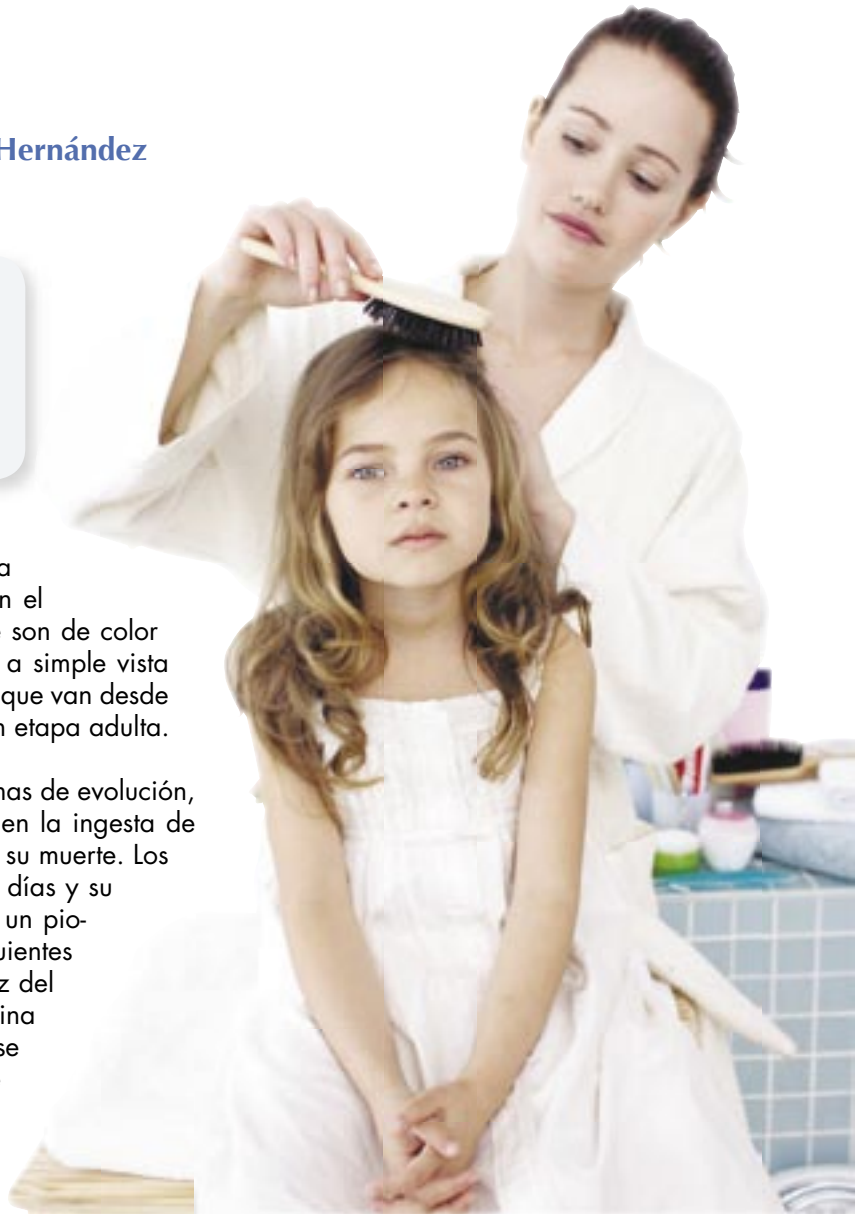 Hernández
a
n el
son de color
a simple vista
que van desde
n etapa adulta.
mas de evolución,
en la ingesta de
su muerte. Los
días y su
un pio-
uientes
z del
ina
se